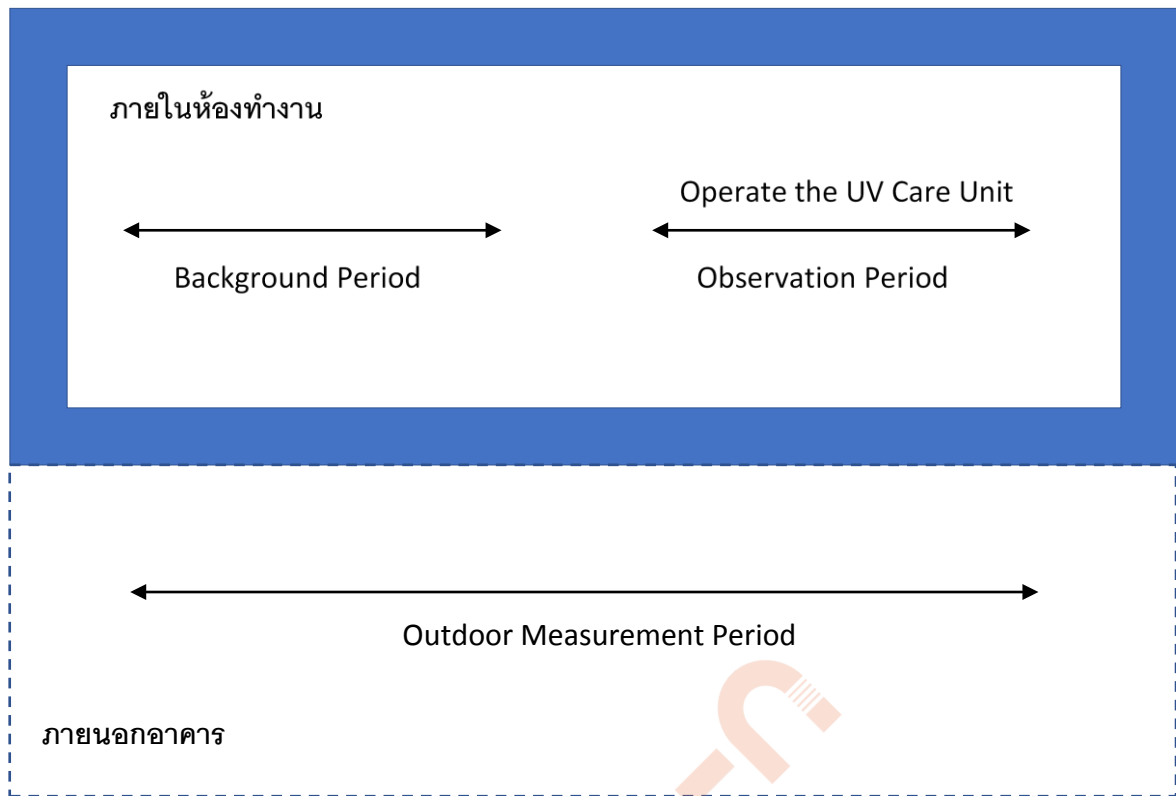 ภายในห้องทำงาน
Operate the UV Care Unit
Background Period
Observation Period
Outdoor Measurement Period
ภายนอกอาคาร